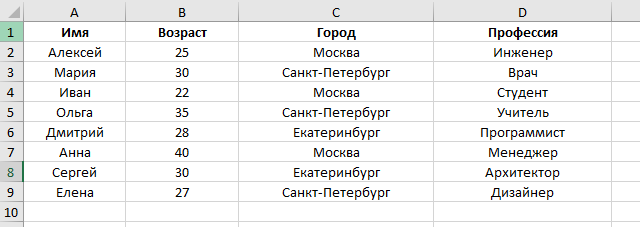 A B C D
1 Имя Возраст Город Профессия
2 Алексей 25 Москва Инженер
3 Мария 30 Санкт-Петербург Врач
4 Иван 22 Москва Студент
5 Ольга 35 Санкт-Петербург Учитель
6 Дмитрий 28 Екатеринбург Программист
7 Анна 40 Москва Менеджер
8 Сергей 30 Екатеринбург Архитектор
9 Елена 27 Санкт-Петербург Дизайнер
10